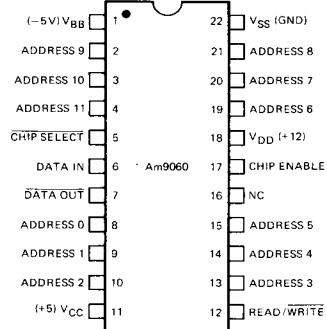 (−5V) VBB 1 22 VSS (GND)
ADDRESS 9 2 21 ADDRESS 8
ADDRESS 10 3 20 ADDRESS 7
ADDRESS 11 4 19 ADDRESS 6
CHIP SELECT 5 18 VDD (+12)
DATA IN 6 Am9060 17 CHIP ENABLE
DATA OUT 7 16 NC
ADDRESS 0 8 15 ADDRESS 5
ADDRESS 1 9 14 ADDRESS 4
ADDRESS 2 10 13 ADDRESS 3
(+5) VCC 11 12 READ/WRITE